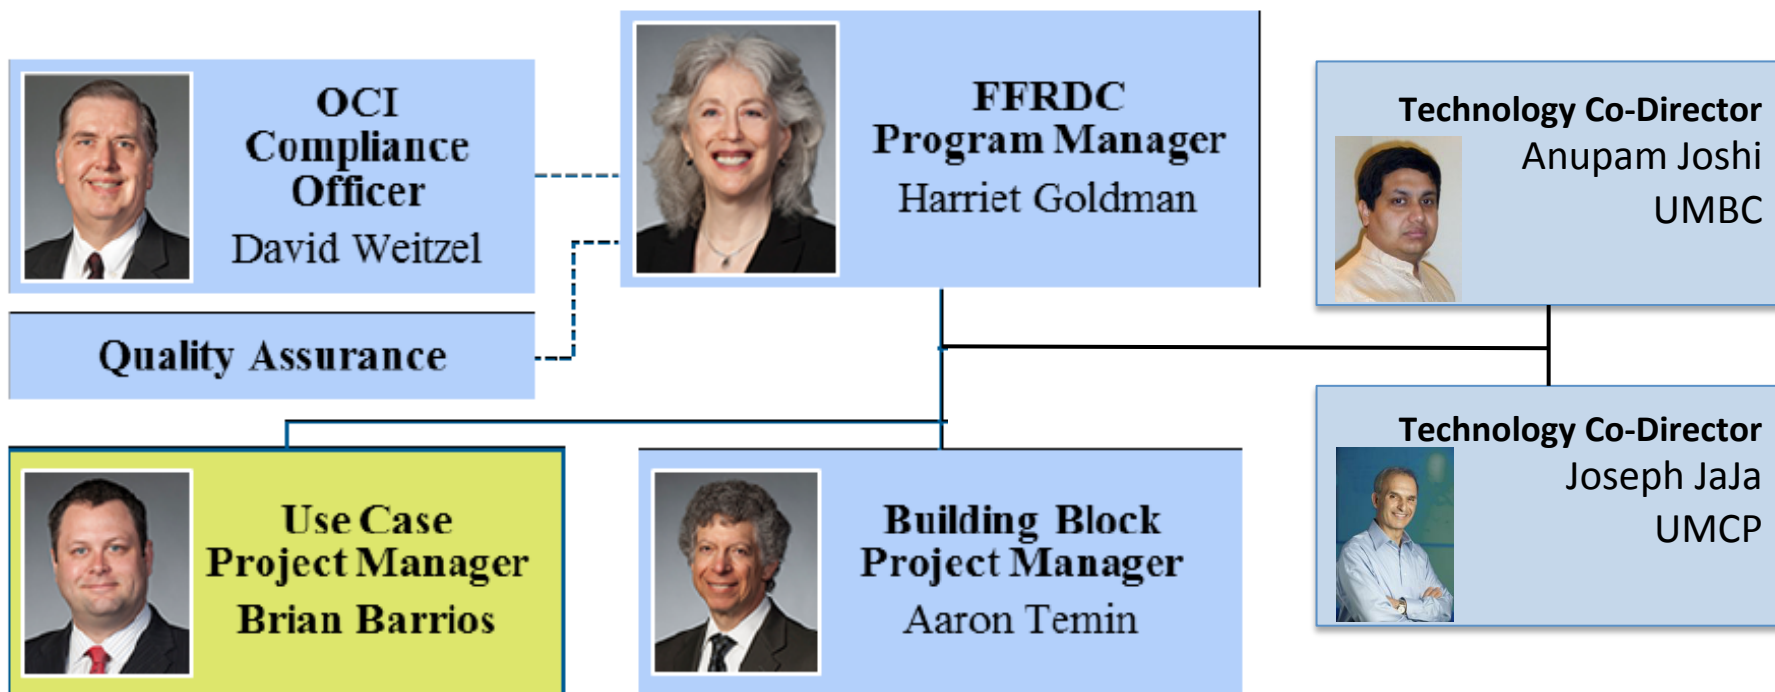 OCI
Compliance
Officer
David Weitzel
FFRDC
Program Manager
Harriet Goldman
Technology Co-Director
Anupam Joshi
UMBC
Quality Assurance
Technology Co-Director
Joseph JaJa
UMCP
Use Case
Project Manager
Brian Barrios
Building Block
Project Manager
Aaron Temin